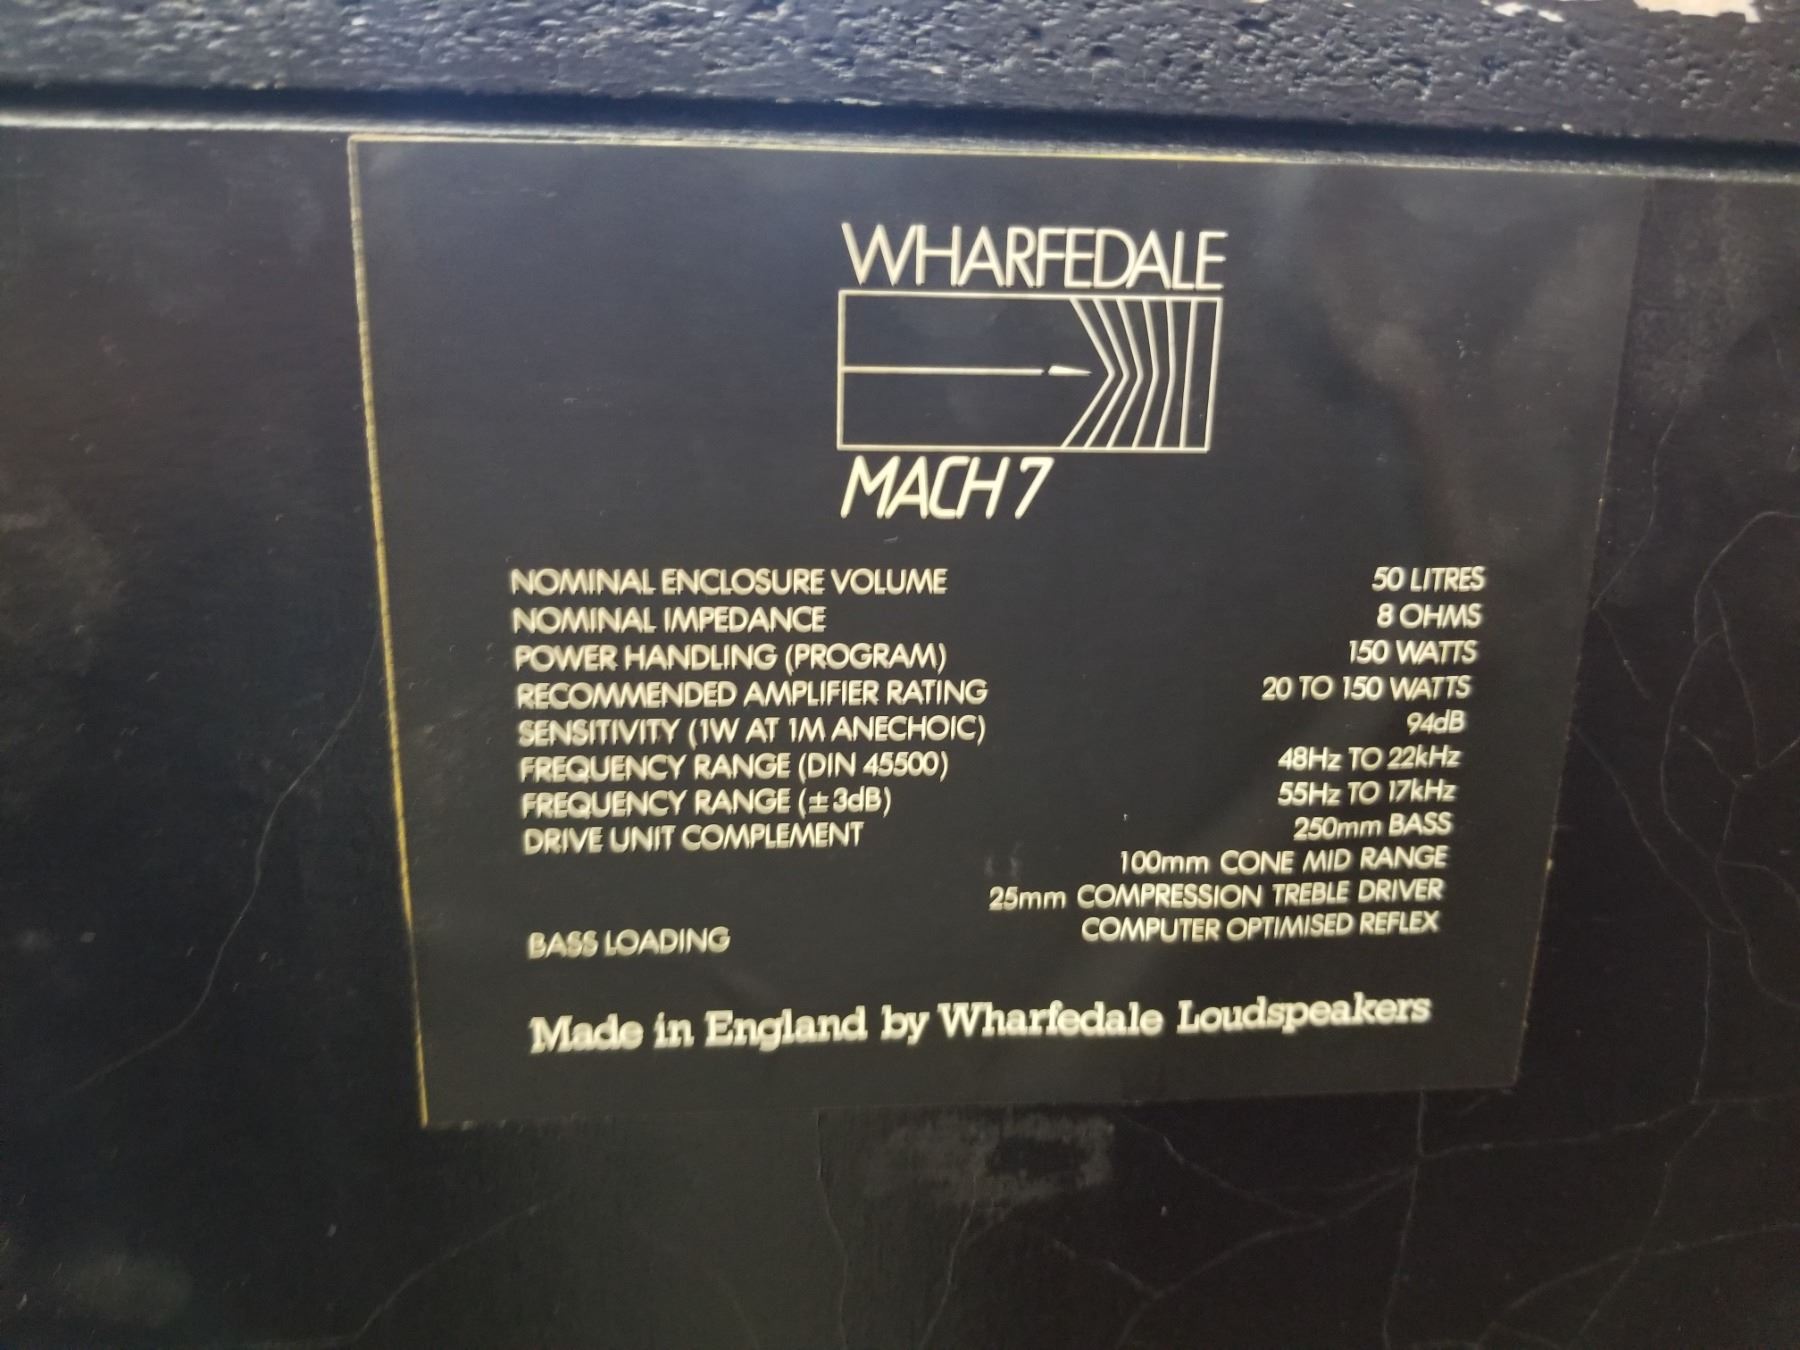 WHARFEDALE
MACH 7
NOMINAL ENCLOSURE VOLUME 50 LITRES
NOMINAL IMPEDANCE 8 OHMS
POWER HANDLING (PROGRAM) 150 WATTS
RECOMMENDED AMPLIFIER RATING 20 TO 150 WATTS
SENSITIVITY (1W AT 1M ANECHOIC) 94dB
FREQUENCY RANGE (DIN 45500) 48Hz TO 22kHz
FREQUENCY RANGE (± 3dB) 55Hz TO 17kHz
DRIVE UNIT COMPLEMENT 250mm BASS
100mm CONE MID RANGE
25mm COMPRESSION TREBLE DRIVER
BASS LOADING COMPUTER OPTIMISED REFLEX
Made in England by Wharfedale Loudspeakers